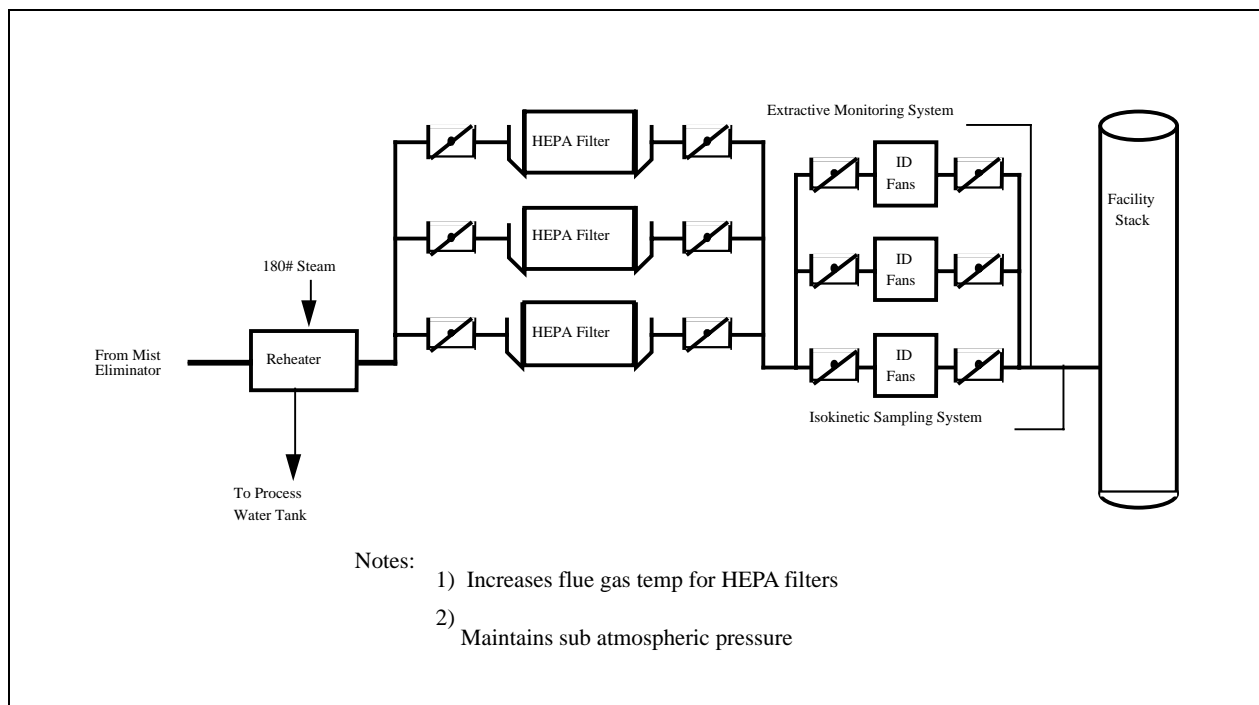 Extractive Monitoring System
HEPA Filter
ID
Fans
Facility
Stack
HEPA Filter
ID
Fans
180# Steam
HEPA Filter
From Mist
Eliminator
Reheater
ID
Fans
Isokinetic Sampling System
To Process
Water Tank
Notes:
1) Increases flue gas temp for HEPA filters
2)
Maintains sub atmospheric pressure